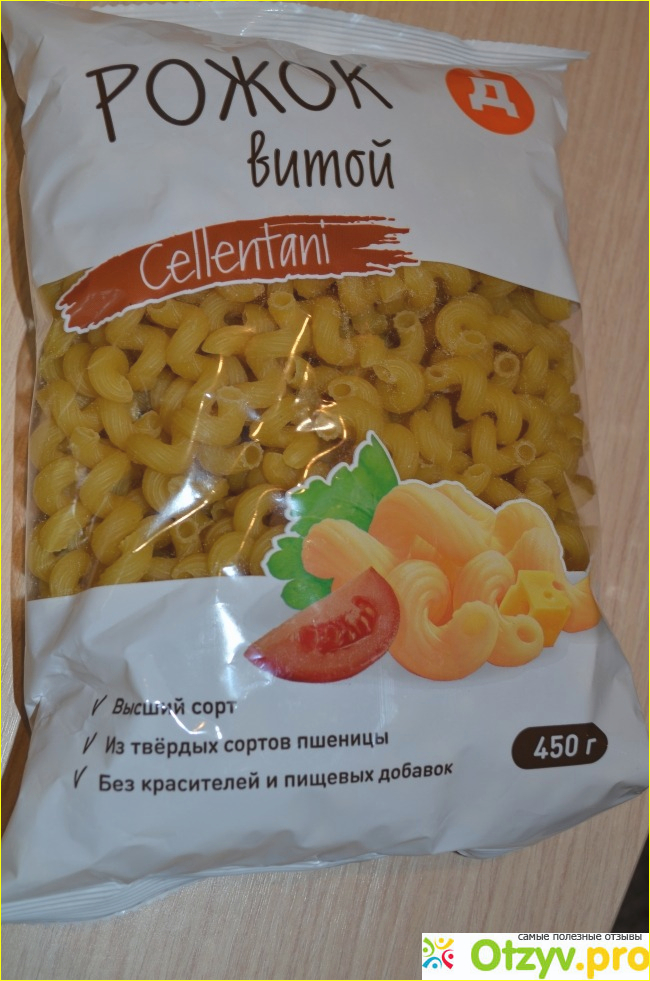 РОЖОК
Д
витой
Cellentani
Высший сорт
Из твёрдых сортов пшеницы
450 г
Без красителей и пищевых добавок
самые полезные отзывы
Otzyv.pro